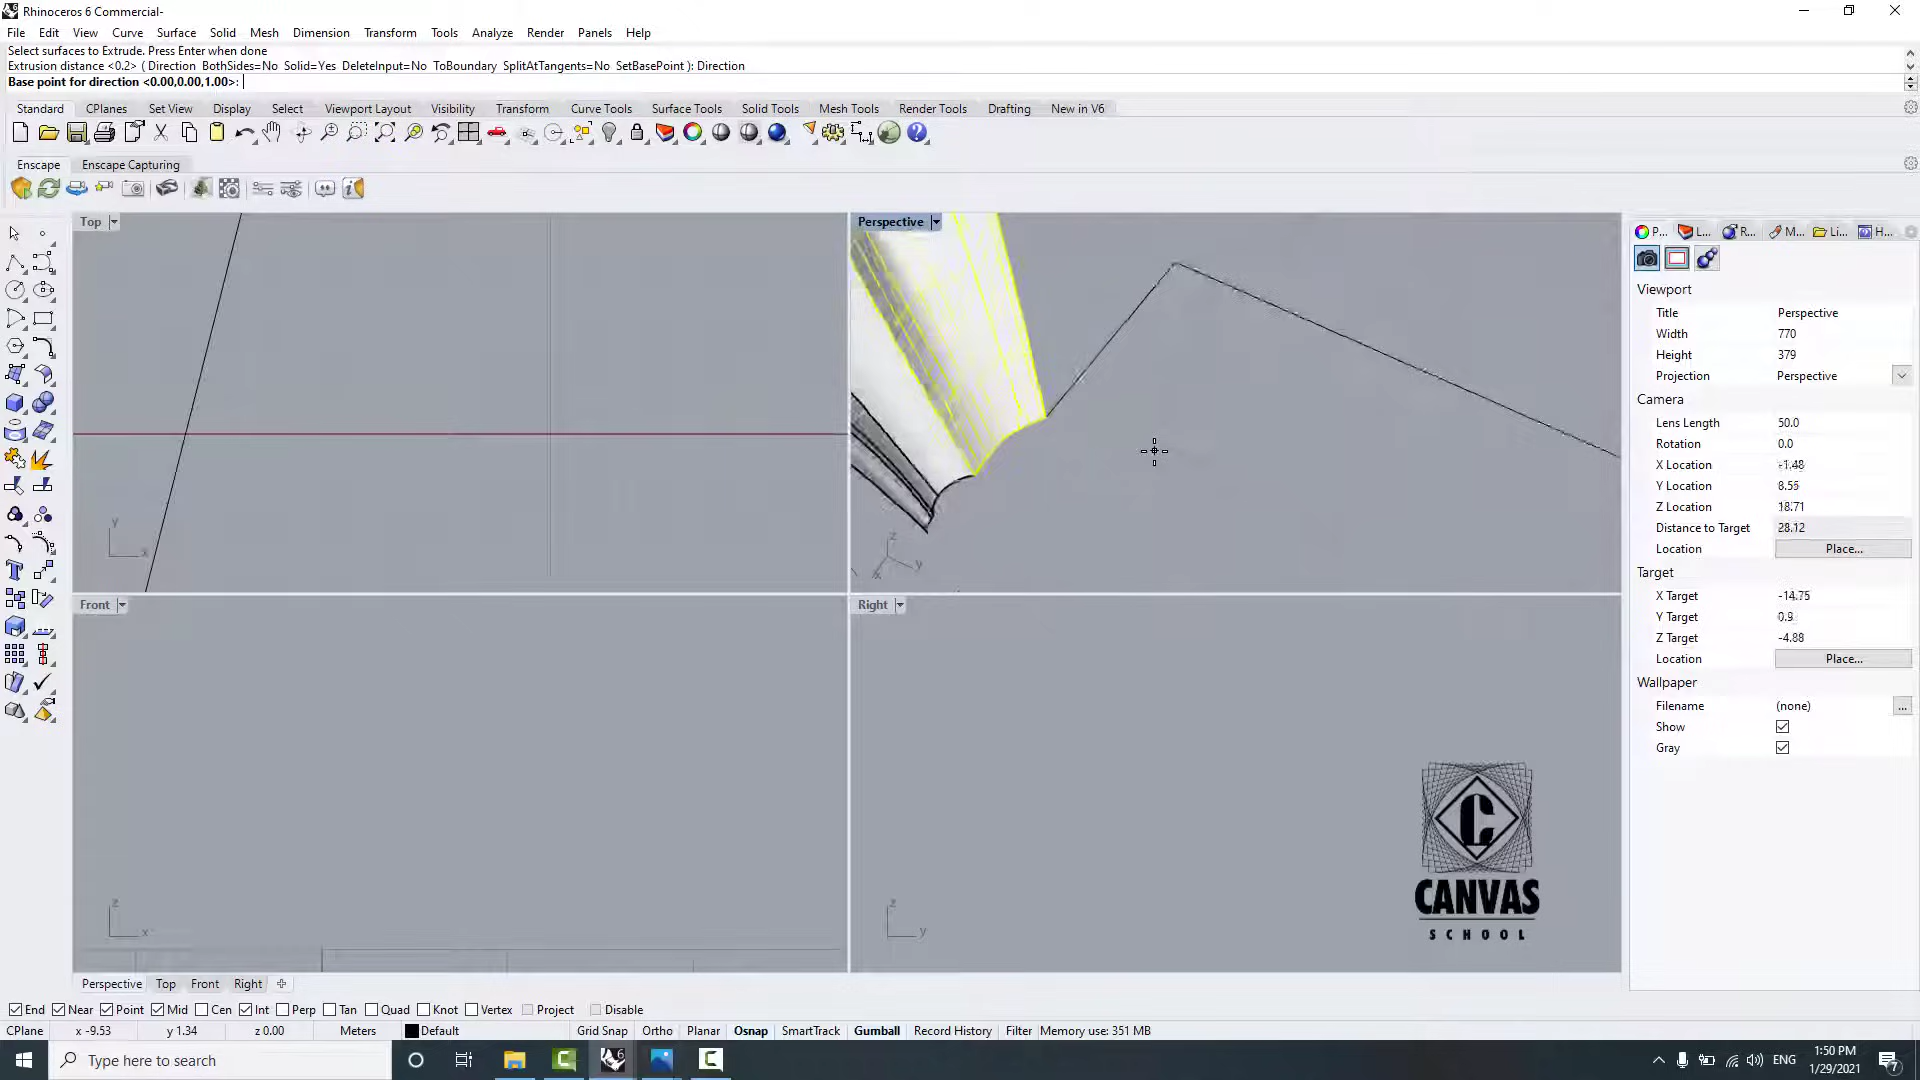 Rhinoceros 6 Commercial-
File Edit View Curve Surface Solid Mesh Dimension Transform Tools Analyze Render Panels Help
Select surfaces to Extrude. Press Enter when done
Extrusion distance <0.2> ( Direction BothSides=No Solid=Yes DeleteInput=No ToBoundary SplitAtTangents=No SetBasePoint ): Direction
Base point for direction <0.00,0.00,1.00>:
Standard CPlanes Set View Display Select Viewport Layout Visibility Transform Curve Tools Surface Tools Solid Tools Mesh Tools Render Tools Drafting New in V6
Enscape Enscape Capturing
Top
Perspective
P... L... R... M... Li... H...
Viewport
Title Perspective
Width 770
Height 379
Projection Perspective
Camera
Lens Length 50.0
Rotation 0.0
X Location -1.48
Y Location 8.55
Z Location 18.71
Distance to Target 28.12
Location Place...
Target
X Target -14.75
Y Target 0.9
Z Target -4.88
Location Place...
Wallpaper
Filename (none) ...
Show
Gray
y
x
z
y
x
Front
Right
z
x
z
y
C
CANVAS
SCHOOL
Perspective Top Front Right
End Near Point Mid Cen Int Perp Tan Quad Knot Vertex Project Disable
CPlane x -9.53 y 1.34 z 0.00 Meters Default Grid Snap Ortho Planar Osnap SmartTrack Gumball Record History Filter Memory use: 351 MB
Type here to search
ENG
1:50 PM
1/29/2021
7